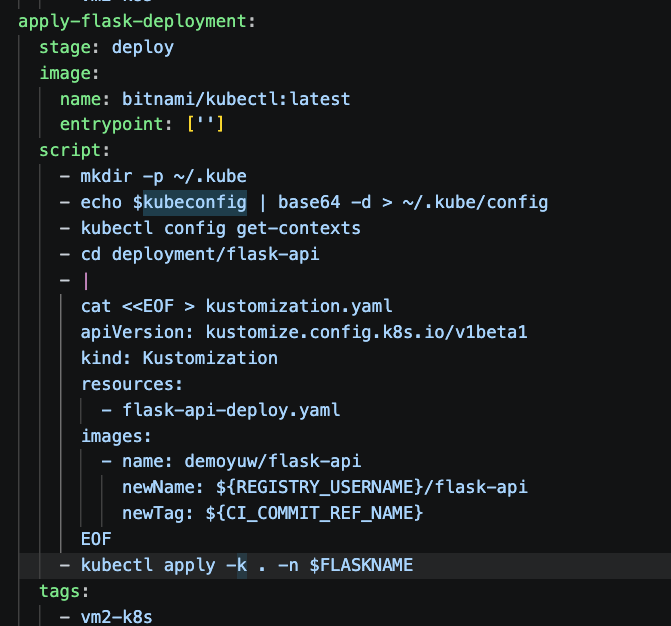 apply-flask-deployment:
  stage: deploy
  image:
    name: bitnami/kubectl:latest
    entrypoint: ['']
  script:
    - mkdir -p ~/.kube
    - echo $kubeconfig | base64 -d > ~/.kube/config
    - kubectl config get-contexts
    - cd deployment/flask-api
    - |
      cat <<EOF > kustomization.yaml
      apiVersion: kustomize.config.k8s.io/v1beta1
      kind: Kustomization
      resources:
        - flask-api-deploy.yaml
      images:
        - name: demoyuw/flask-api
          newName: ${REGISTRY_USERNAME}/flask-api
          newTag: ${CI_COMMIT_REF_NAME}
      EOF
    - kubectl apply -k . -n $FLASKNAME
  tags:
    - vm2-k8s